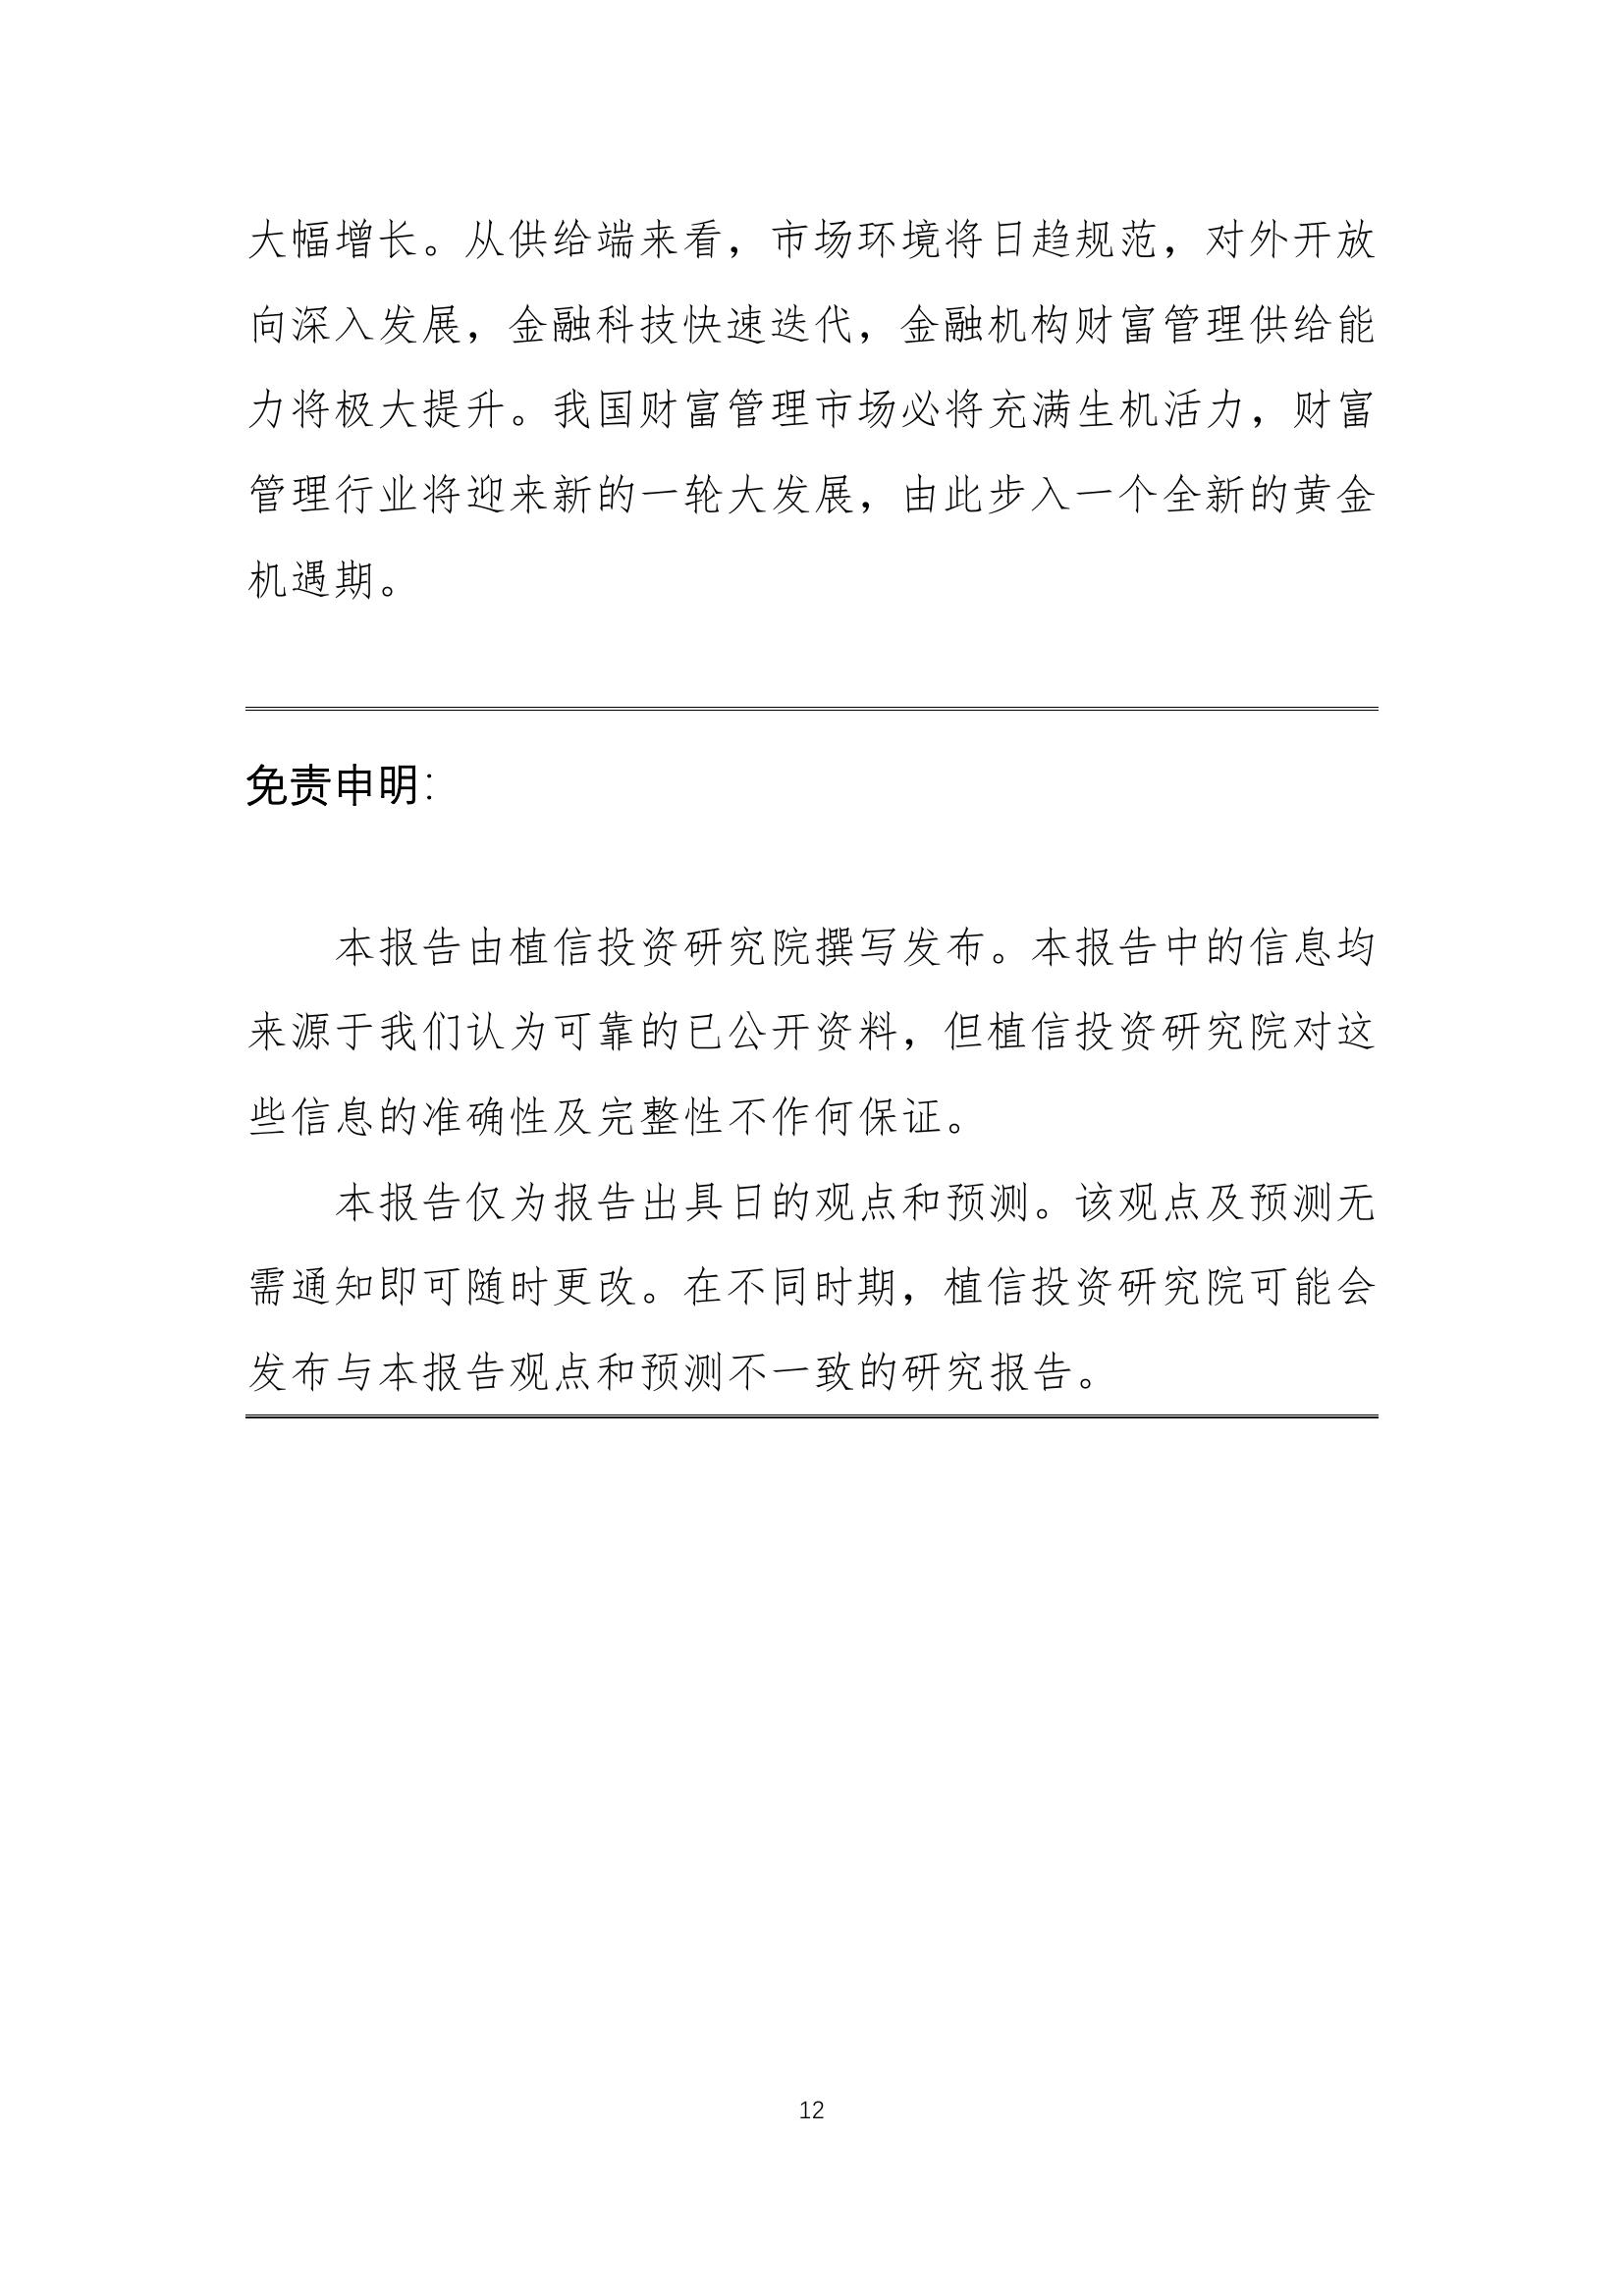 大幅增长。从供给端来看，市场环境将日趋规范，对外开放
向深入发展，金融科技快速迭代，金融机构财富管理供给能
力将极大提升。我国财富管理市场必将充满生机活力，财富
管理行业将迎来新的一轮大发展，由此步入一个全新的黄金
机遇期。
免责申明：
本报告由植信投资研究院撰写发布。本报告中的信息均
来源于我们认为可靠的已公开资料，但植信投资研究院对这
些信息的准确性及完整性不作何保证。
本报告仅为报告出具日的观点和预测。该观点及预测无
需通知即可随时更改。在不同时期，植信投资研究院可能会
发布与本报告观点和预测不一致的研究报告。
12